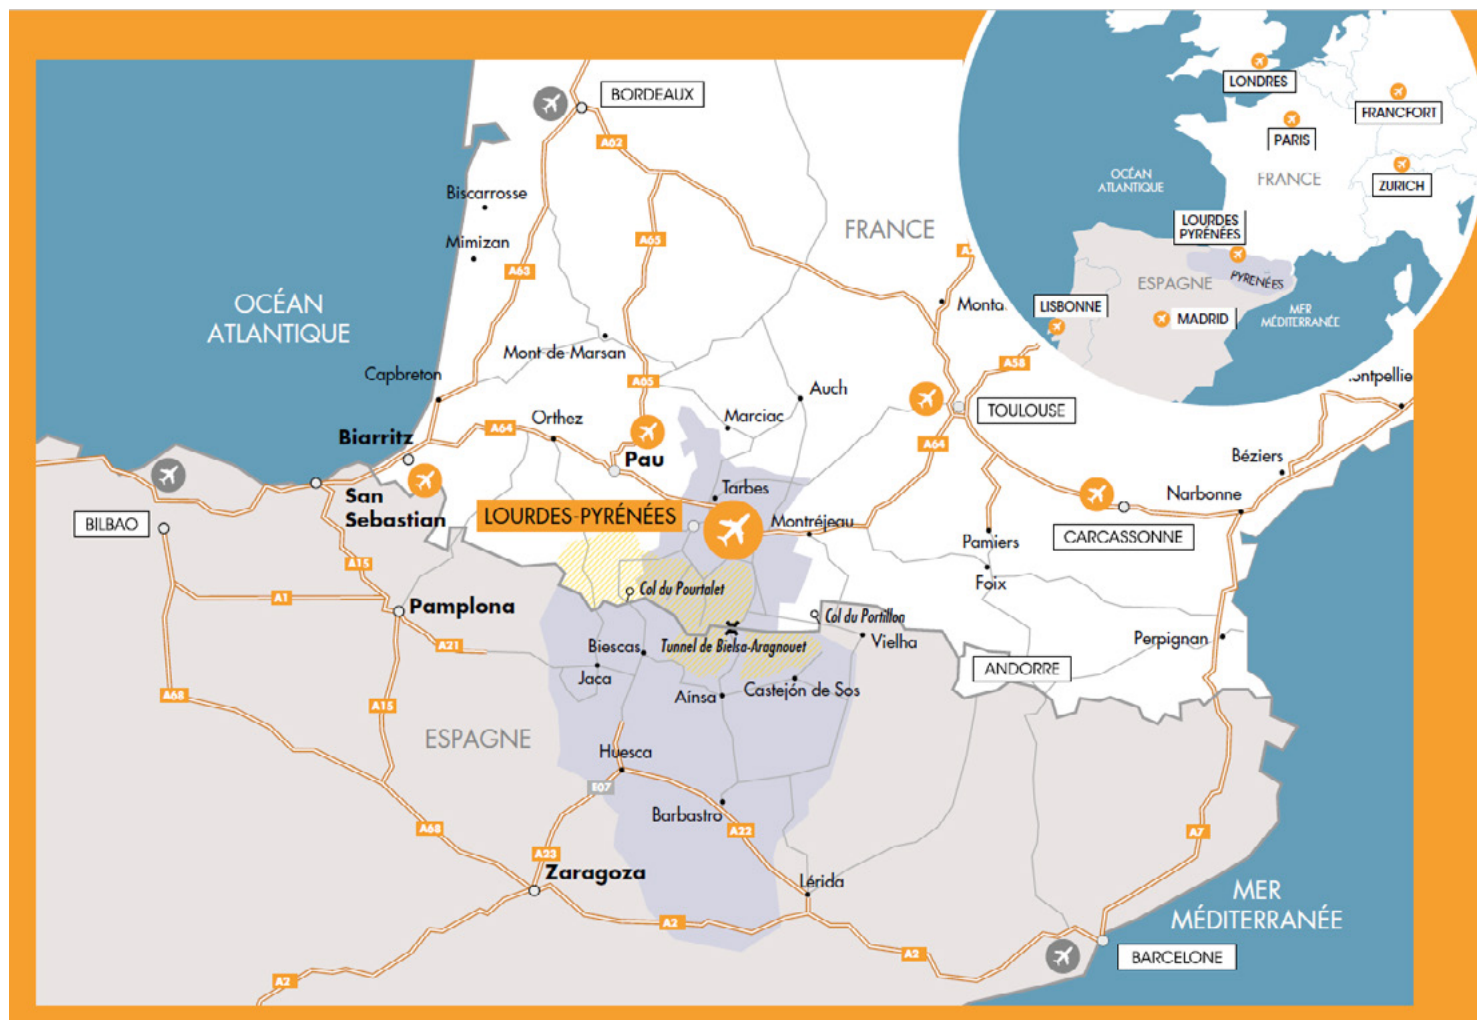 LONDRES
FRANCFORT
PARIS
OCÉAN
ATLANTIQUE
FRANCE
ZURICH
LOURDES
PYRÉNÉES
ESPAGNE
PYRENÉES
LISBONNE
MADRID
MER
MÉDITERRANÉE
BORDEAUX
A62
Biscarrosse
A65
FRANCE
Mimizan
A63
OCÉAN
ATLANTIQUE
Monta
Mont de Marsan
A58
Capbreton
A65
Auch
ontpellie
Orthez
Marciac
TOULOUSE
Biarritz
A64
A64
Pau
Béziers
Tarbes
San
Sebastian
Narbonne
BILBAO
LOURDES-PYRÉNÉES
Montréjeau
Pamiers
CARCASSONNE
A15
Foix
Col du Pourtalet
A1
Pamplona
Col du Portillon
Perpignan
A21
Biescas
Tunnel de Bielsa-Aragnouet
Vielha
ANDORRE
Jaca
A68
Aínsa
Castejón de Sos
A15
ESPAGNE
Huesca
E07
Barbastro
A68
A22
A7
A23
Zaragoza
Lérida
MER
MÉDITERRANÉE
A2
A2
BARCELONE
A2